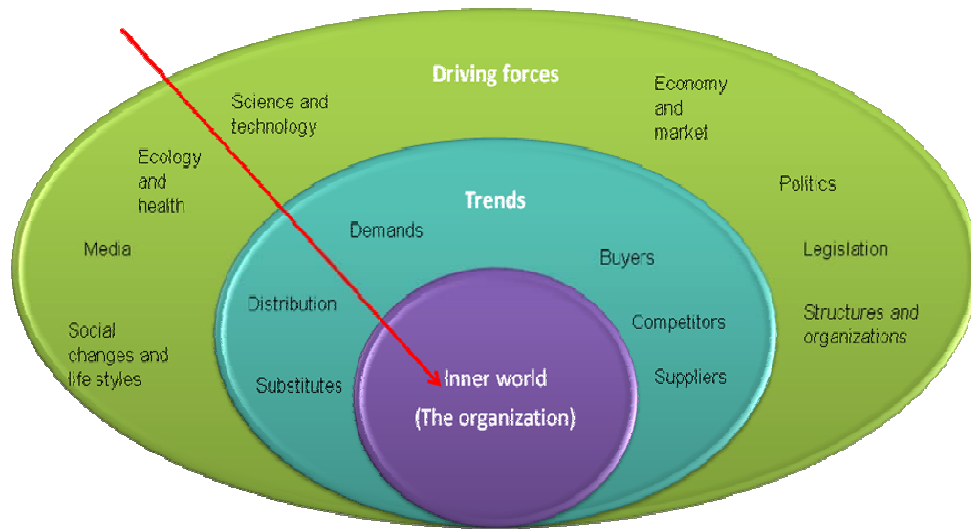 Driving forces
Science and
technology
Economy
and
market
Ecology
and
health
Politics
Media
Legislation
Social
changes and
life styles
Structures and
organizations
Trends
Demands
Buyers
Distribution
Competitors
Substitutes
Suppliers
Inner world
(The organization)